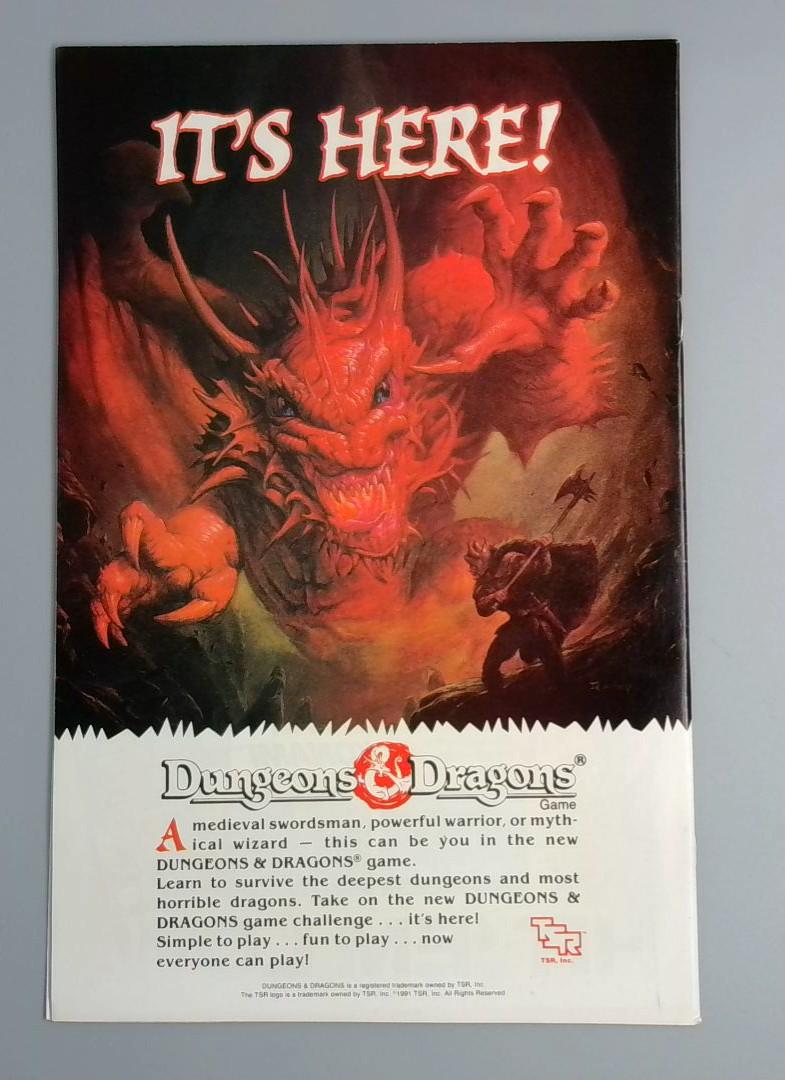 IT'S HERE!
Dungeons & Dragons®
Game
A medieval swordsman, powerful warrior, or myth-
ical wizard — this can be you in the new
DUNGEONS & DRAGONS® game.
Learn to survive the deepest dungeons and most
horrible dragons. Take on the new DUNGEONS &
DRAGONS game challenge . . . it's here!
Simple to play . . . fun to play . . . now
everyone can play!
TSR™
TSR, Inc.
DUNGEONS & DRAGONS is a registered trademark owned by TSR, Inc.
The TSR logo is a trademark owned by TSR, Inc. ©1991 TSR, Inc. All Rights Reserved